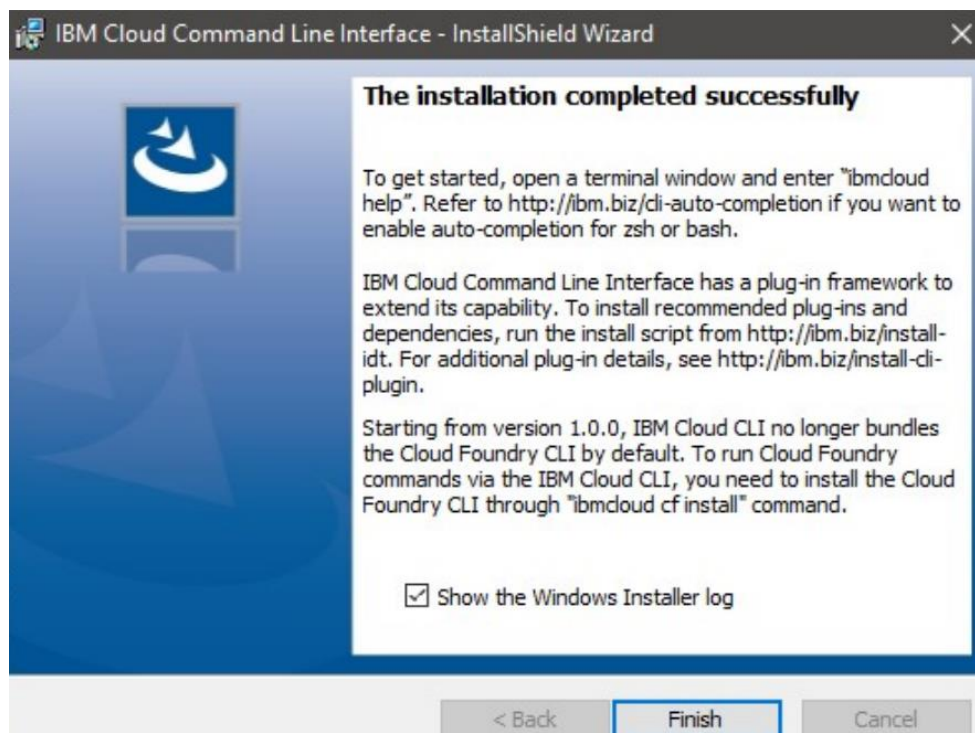 IBM Cloud Command Line Interface - InstallShield Wizard
The installation completed successfully
To get started, open a terminal window and enter "ibmcloud
help". Refer to http://ibm.biz/cli-auto-completion if you want to
enable auto-completion for zsh or bash.
IBM Cloud Command Line Interface has a plug-in framework to
extend its capability. To install recommended plug-ins and
dependencies, run the install script from http://ibm.biz/install-
idt. For additional plug-in details, see http://ibm.biz/install-cli-
plugin.
Starting from version 1.0.0, IBM Cloud CLI no longer bundles
the Cloud Foundry CLI by default. To run Cloud Foundry
commands via the IBM Cloud CLI, you need to install the Cloud
Foundry CLI through "ibmcloud cf install" command.
Show the Windows Installer log
< Back Finish Cancel